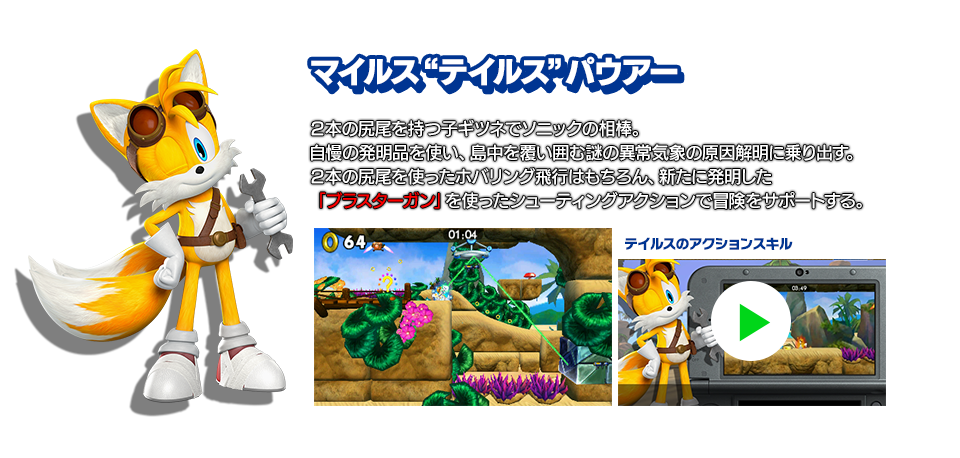 マイルス“テイルス”パウアー
２本の尻尾を持つ子ギツネでソニックの相棒。
自慢の発明品を使い、島中を覆い囲む謎の異常気象の原因解明に乗り出す。
２本の尻尾を使ったホバリング飛行はもちろん、新たに発明した
「ブラスターガン」を使ったシューティングアクションで冒険をサポートする。
64
01:04
テイルスのアクションスキル
03:49